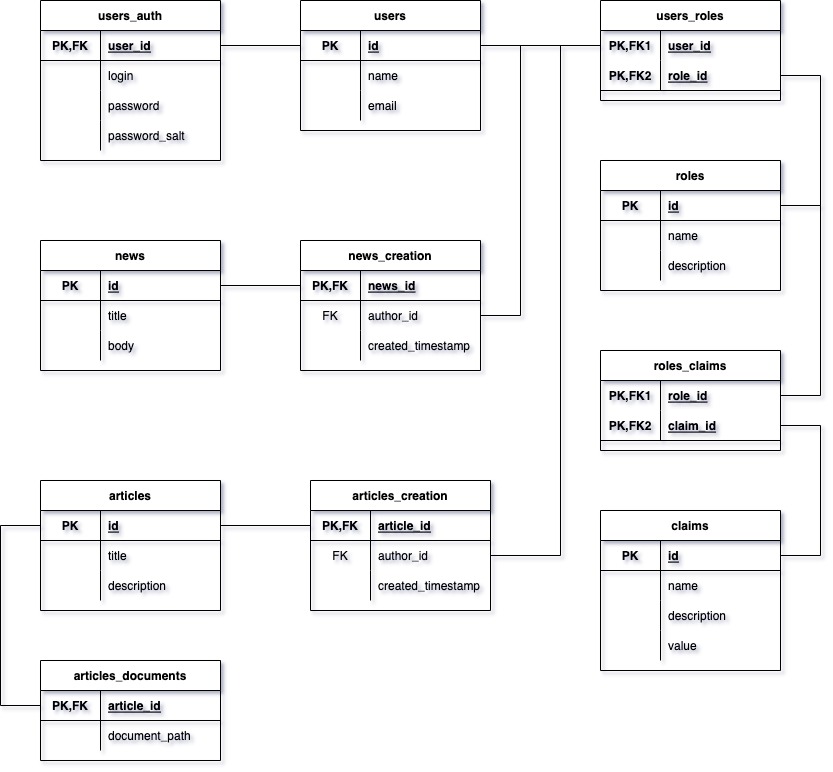 users_auth
PK,FK user_id
login
password
password_salt
users
PK id
name
email
users_roles
PK,FK1 user_id
PK,FK2 role_id
roles
PK id
name
description
news
PK id
title
body
news_creation
PK,FK news_id
FK author_id
created_timestamp
roles_claims
PK,FK1 role_id
PK,FK2 claim_id
articles
PK id
title
description
articles_creation
PK,FK article_id
FK author_id
created_timestamp
claims
PK id
name
description
value
articles_documents
PK,FK article_id
document_path